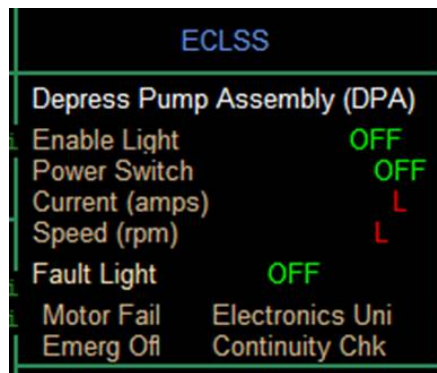 ECLSS
Depress Pump Assembly (DPA)
Enable Light OFF
Power Switch OFF
Current (amps) L
Speed (rpm) L
Fault Light OFF
Motor Fail Electronics Uni
Emerg Off Continuity Chk